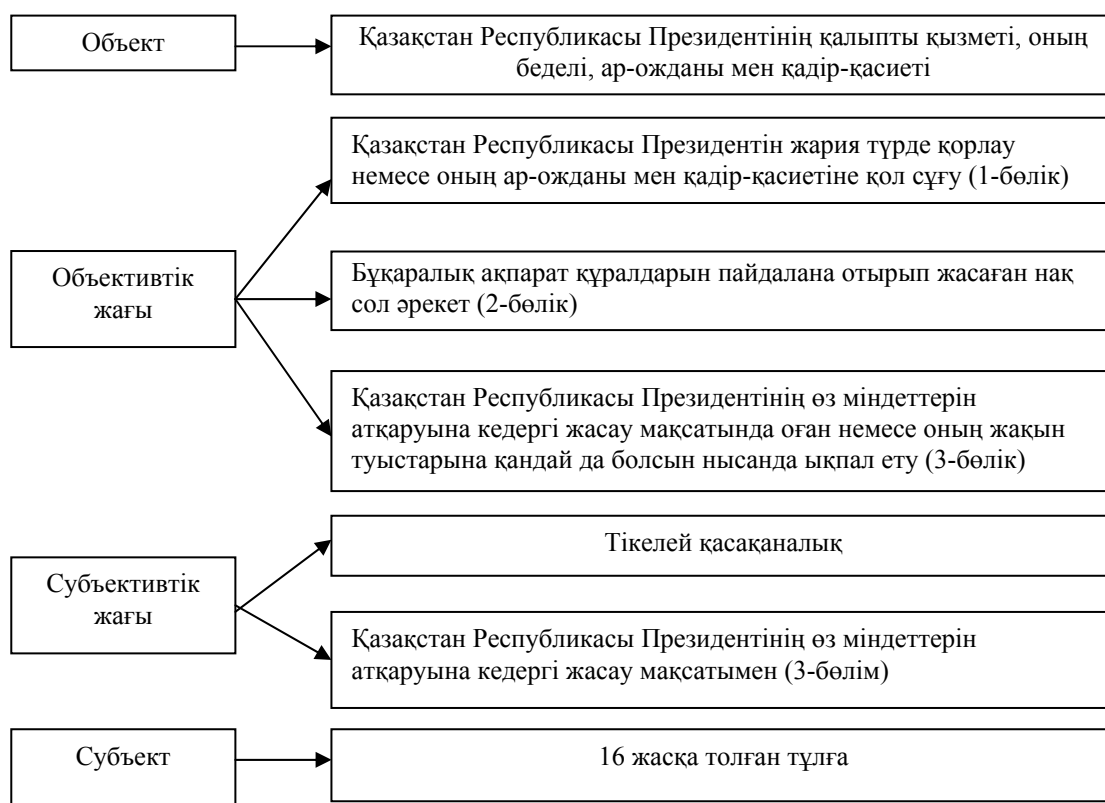 Объект
Қазақстан Республикасы Президентінің қалыпты қызметі, оның
беделі, ар-ожданы мен қадір-қасиеті
Объективтік
жағы
Қазақстан Республикасы Президентін жария түрде қорлау
немесе оның ар-ожданы мен қадір-қасиетіне қол сұғу (1-бөлік)
Бұқаралық ақпарат құралдарын пайдалана отырып жасаған нақ
сол әрекет (2-бөлік)
Қазақстан Республикасы Президентінің өз міндеттерін
атқаруына кедергі жасау мақсатында оған немесе оның жақын
туыстарына қандай да болсын нысанда ықпал ету (3-бөлік)
Субъективтік
жағы
Тікелей қасақаналық
Қазақстан Республикасы Президентінің өз міндеттерін
атқаруына кедергі жасау мақсатымен (3-бөлім)
Субъект
16 жасқа толған тұлға